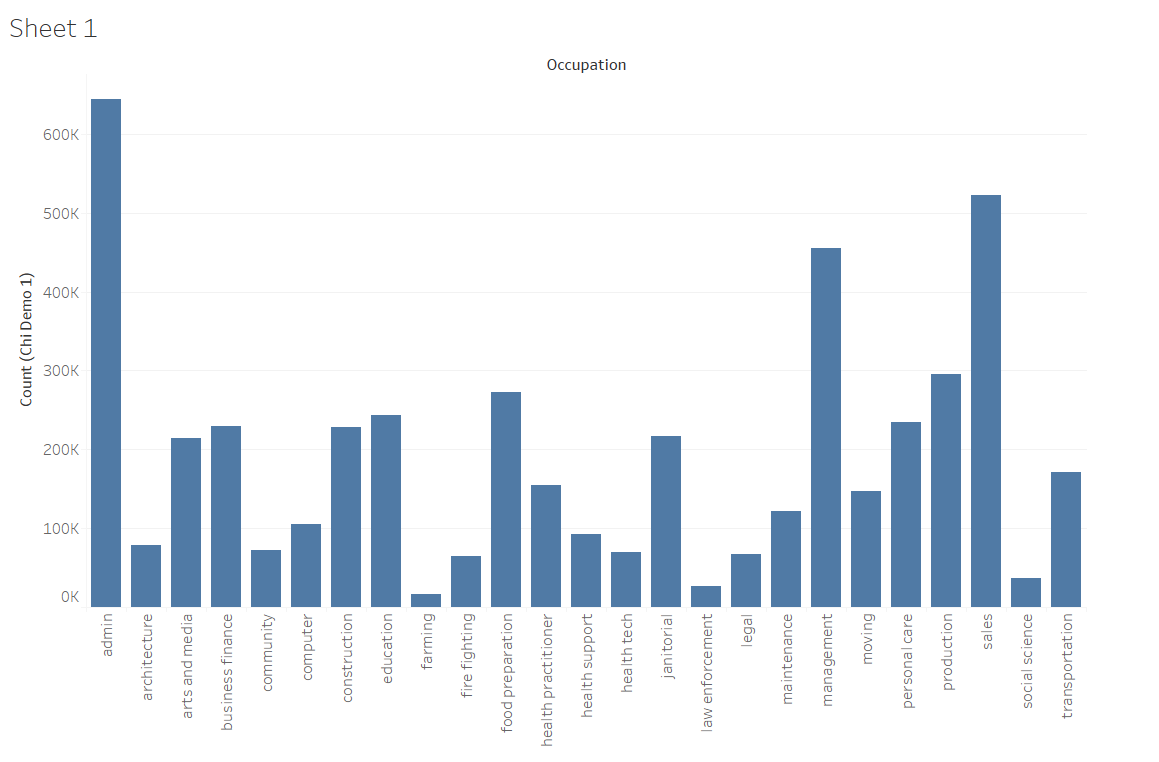 Sheet 1
Occupation
Count (Chi Demo 1)
600K
500K
400K
300K
200K
100K
0K
admin
architecture
arts and media
business finance
community
computer
construction
education
farming
fire fighting
food preparation
health practitioner
health support
health tech
janitorial
law enforcement
legal
maintenance
management
moving
personal care
production
sales
social science
transportation